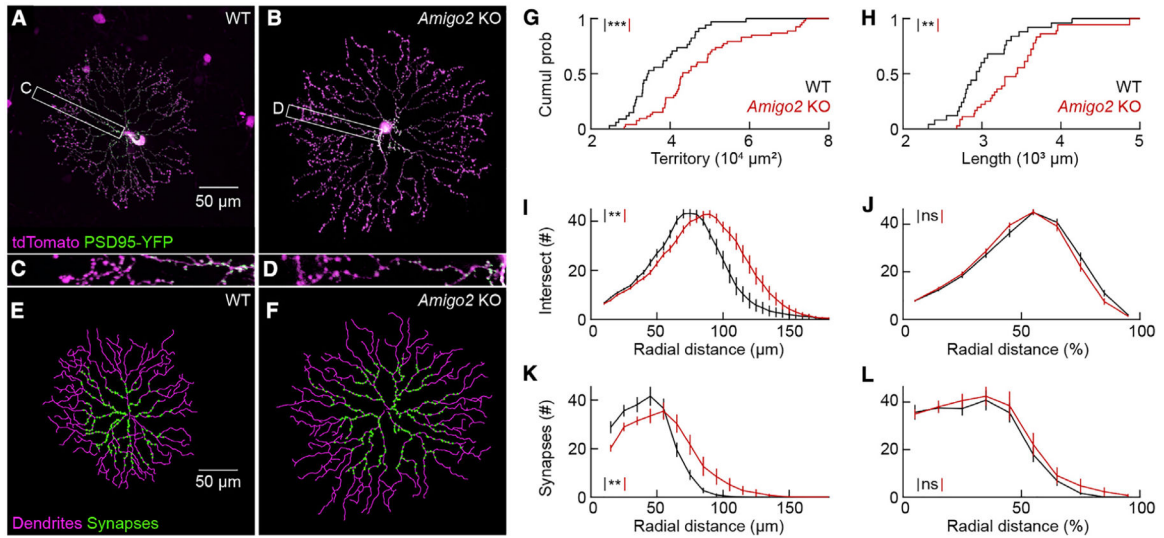 A
WT
C
50 µm
tdTomato PSD95-YFP
B
Amigo2 KO
D
C
D
E
WT
50 µm
Dendrites Synapses
F
Amigo2 KO
G
|***|
Cumul prob
1
0.5
0
WT
Amigo2 KO
2 4 6 8
Territory (10⁴ µm²)
H
|**|
1
0.5
0
WT
Amigo2 KO
2 3 4 5
Length (10³ µm)
I
|**|
Intersect (#)
40
20
0
0 50 100 150
Radial distance (µm)
J
|ns|
40
20
0
0 50 100
Radial distance (%)
K
Synapses (#)
40
20
0
|**|
0 50 100 150
Radial distance (µm)
L
40
20
0
|ns|
0 50 100
Radial distance (%)